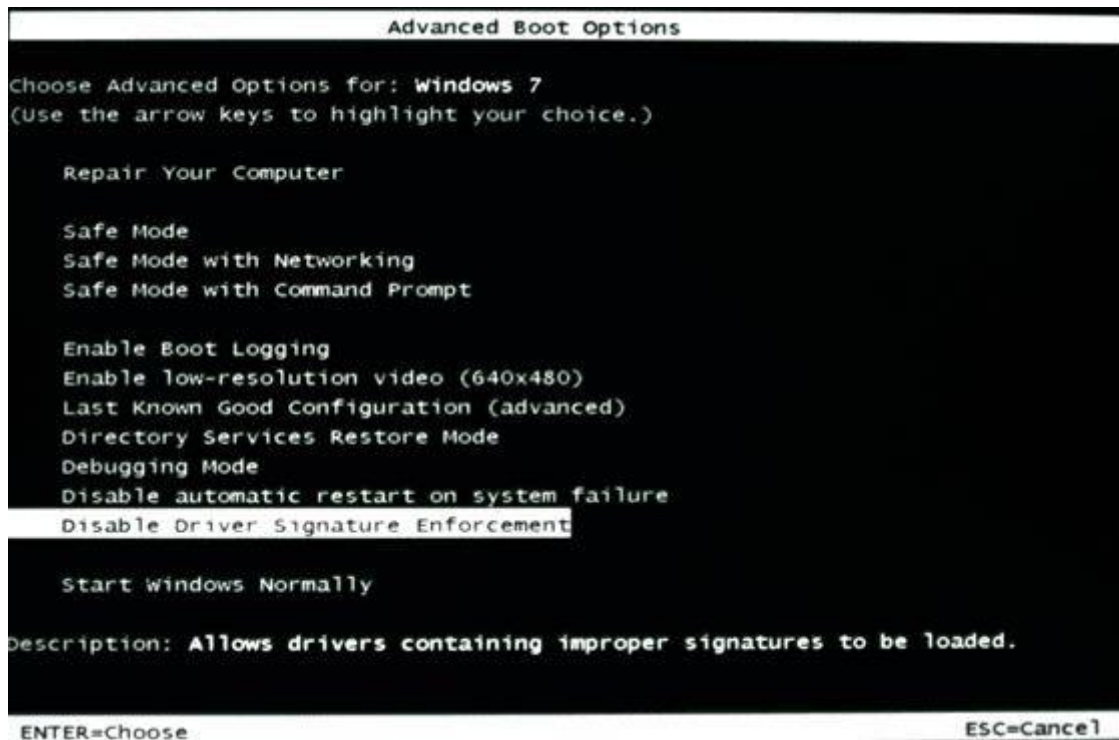 Advanced Boot Options
Choose Advanced Options for: Windows 7
(Use the arrow keys to highlight your choice.)
Repair Your Computer
Safe Mode
Safe Mode with Networking
Safe Mode with Command Prompt
Enable Boot Logging
Enable low-resolution video (640x480)
Last Known Good Configuration (advanced)
Directory Services Restore Mode
Debugging Mode
Disable automatic restart on system failure
Disable Driver Signature Enforcement
Start Windows Normally
Description: Allows drivers containing improper signatures to be loaded.
ENTER=Choose ESC=Cancel